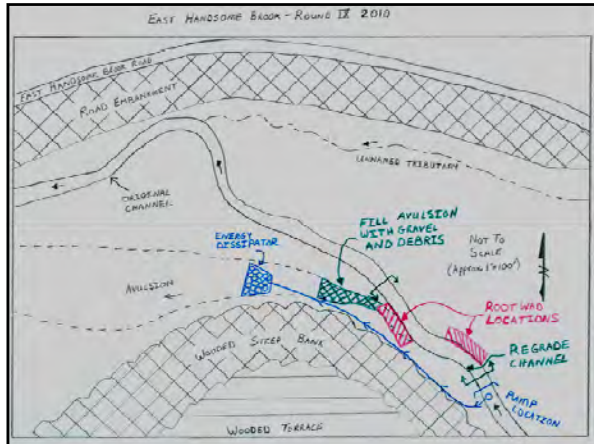 EAST HANDSOME BROOK - ROUND IX 2010
EAST HANDSOME BROOK ROAD
ROAD EMBANKMENT
UNNAMED TRIBUTARY
ORIGINAL
CHANNEL
FILL AVULSION
WITH GRAVEL
AND DEBRIS
ENERGY
DISSIPATOR
NOT TO
SCALE
(APPROX 1"=100')
N
AVULSION
ROOT WAD
LOCATIONS
REGRADE
CHANNEL
WOODED STEEP BANK
PUMP
LOCATION
WOODED TERRACE